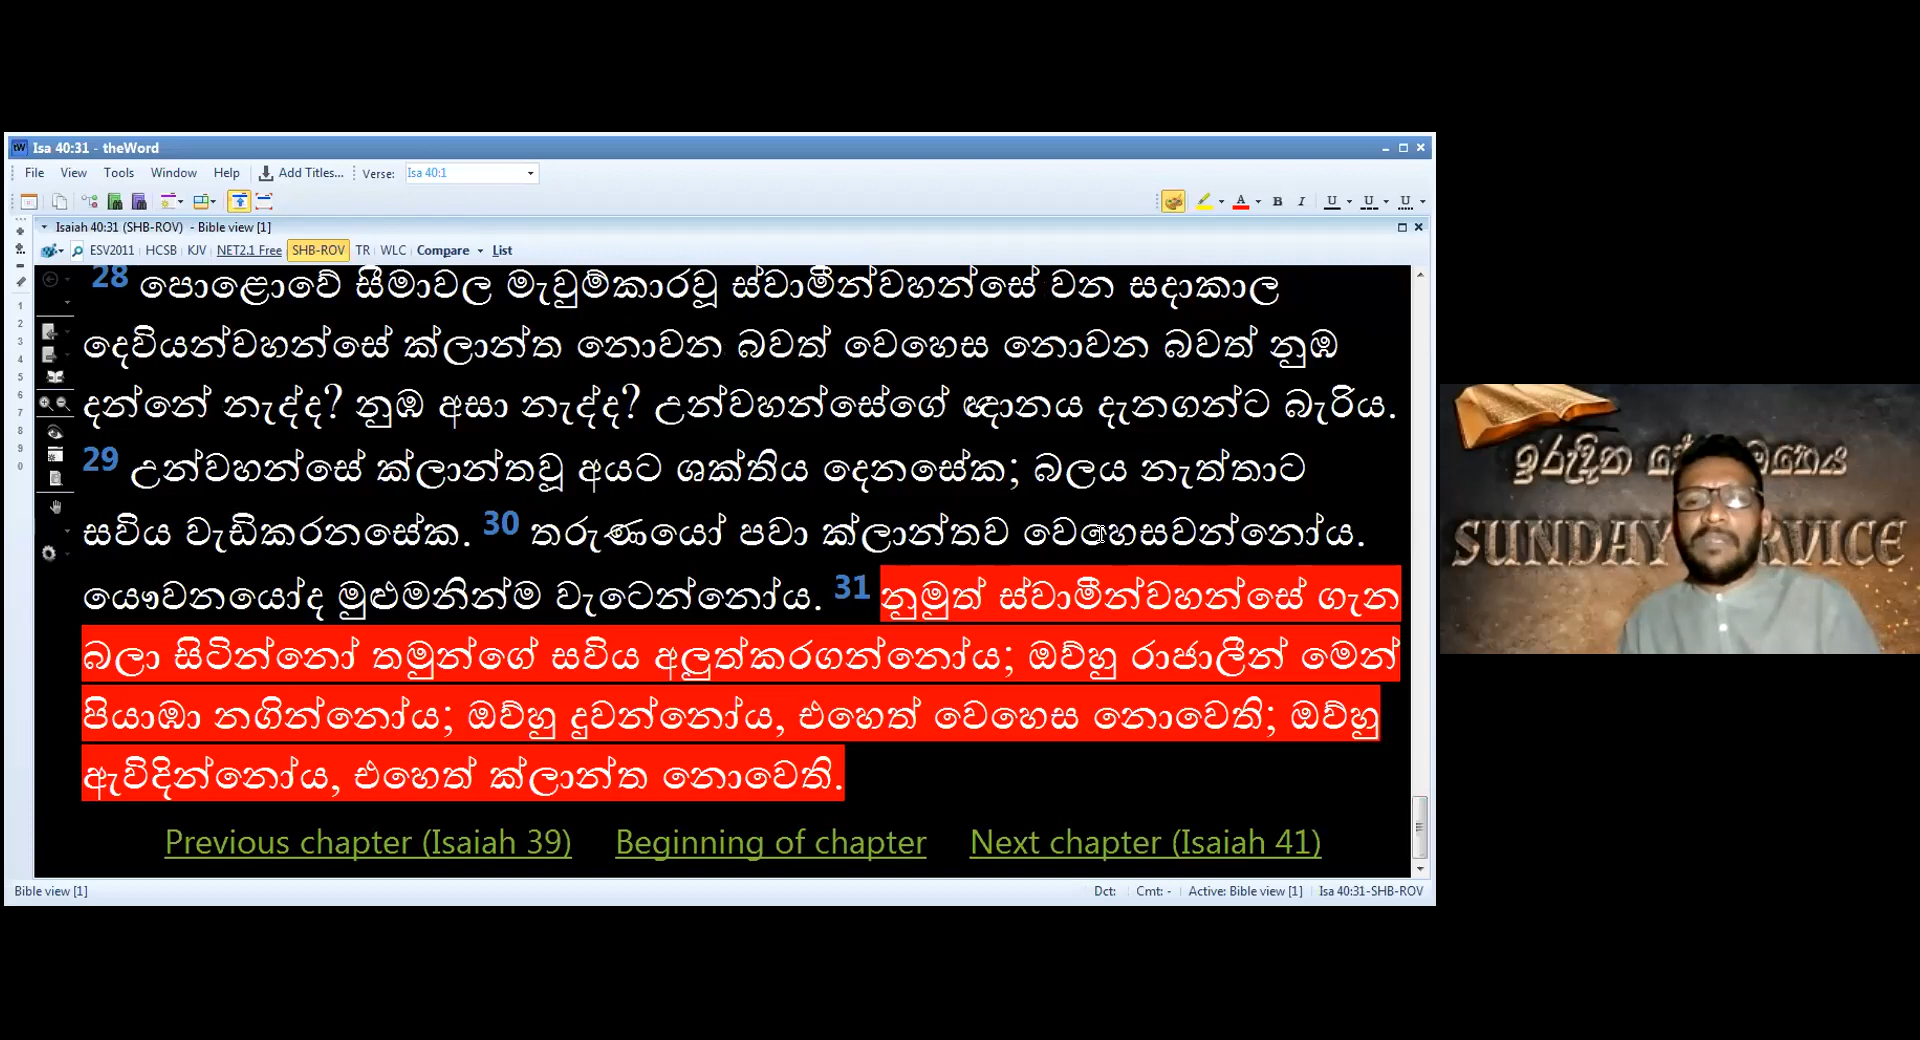 Isa 40:31 - theWord
File View Tools Window Help Add Titles... Verse: Isa 40:1
Isaiah 40:31 (SHB-ROV) - Bible view [1]
ESV2011 HCSB KJV NET2.1 Free SHB-ROV TR WLC Compare List
28 පොළොවේ සීමාවල මැවුම්කාරවූ ස්වාමීන්වහන්සේ වන සදාකාල
දෙවියන්වහන්සේ ක්ලාන්ත නොවන බවත් වෙහෙස නොවන බවත් නුඹ
දන්නේ නැද්ද? නුඹ අසා නැද්ද? උන්වහන්සේගේ ඥානය දැනගන්ට බැරිය.
29 උන්වහන්සේ ක්ලාන්තවූ අයට ශක්තිය දෙනසේක; බලය නැත්තාට
සවිය වැඩිකරනසේක. 30 තරුණයෝ පවා ක්ලාන්තව වෙහෙසවන්නෝය.
යෞවනයෝද මුළුමනින්ම වැටෙන්නෝය. 31 නුමුත් ස්වාමීන්වහන්සේ ගැන
බලා සිටින්නෝ තමුන්ගේ සවිය අලුත්කරගන්නෝය; ඔව්හු රාජාලීන් මෙන්
පියාඹා නගින්නෝය; ඔව්හු දුවන්නෝය, එහෙත් වෙහෙස නොවෙති; ඔව්හු
ඇවිදින්නෝය, එහෙත් ක්ලාන්ත නොවෙති.
Previous chapter (Isaiah 39) Beginning of chapter Next chapter (Isaiah 41)
Bible view [1] Dct: Cmt: - Active: Bible view [1] Isa 40:31-SHB-ROV
ඉරුදින
SUNDAY